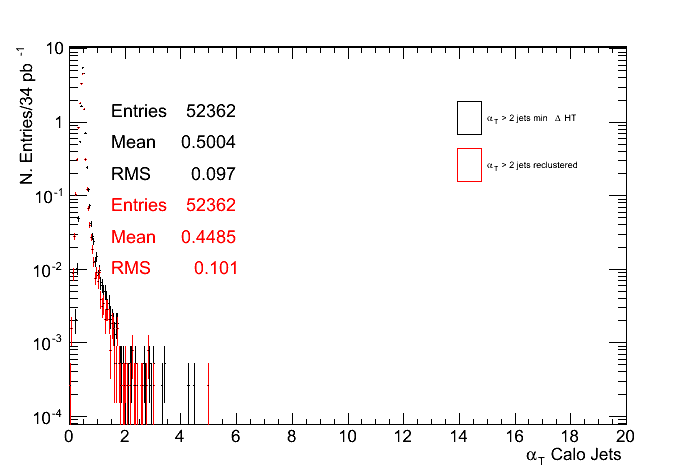 N. Entries/34 pb⁻¹
10
1
10⁻¹
10⁻²
10⁻³
10⁻⁴
Entries 52362
Mean 0.5004
RMS 0.097
Entries 52362
Mean 0.4485
RMS 0.101
α_T > 2 jets min Δ HT
α_T > 2 jets reclustered
0 2 4 6 8 10 12 14 16 18 20
α_T Calo Jets